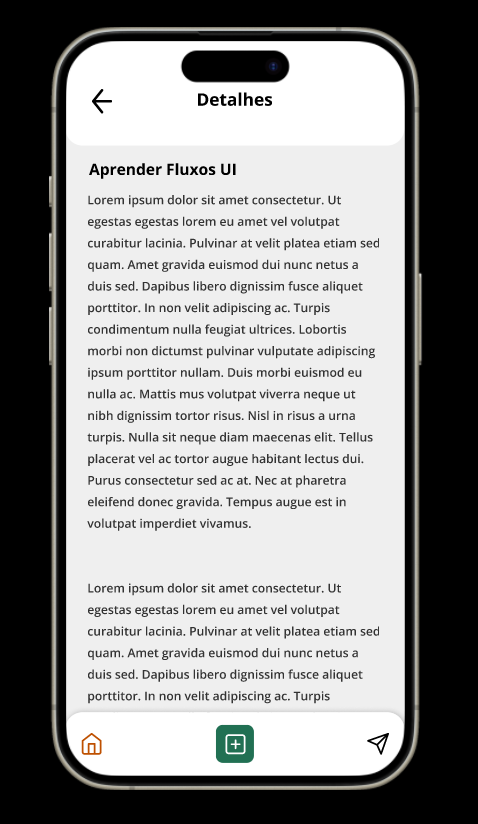 Detalhes
Aprender Fluxos UI
Lorem ipsum dolor sit amet consectetur. Ut
egestas egestas lorem eu amet vel volutpat
curabitur lacinia. Pulvinar at velit platea etiam sed
quam. Amet gravida euismod dui nunc netus a
duis sed. Dapibus libero dignissim fusce aliquet
porttitor. In non velit adipiscing ac. Turpis
condimentum nulla feugiat ultrices. Lobortis
morbi non dictumst pulvinar vulputate adipiscing
ipsum porttitor nullam. Duis morbi euismod eu
nulla ac. Mattis mus volutpat viverra neque ut
nibh dignissim tortor risus. Nisl in risus a urna
turpis. Nulla sit neque diam maecenas elit. Tellus
placerat vel ac tortor augue habitant lectus dui.
Purus consectetur sed ac at. Nec at pharetra
eleifend donec gravida. Tempus augue est in
volutpat imperdiet vivamus.
Lorem ipsum dolor sit amet consectetur. Ut
egestas egestas lorem eu amet vel volutpat
curabitur lacinia. Pulvinar at velit platea etiam sed
quam. Amet gravida euismod dui nunc netus a
duis sed. Dapibus libero dignissim fusce aliquet
porttitor. In non velit adipiscing ac. Turpis